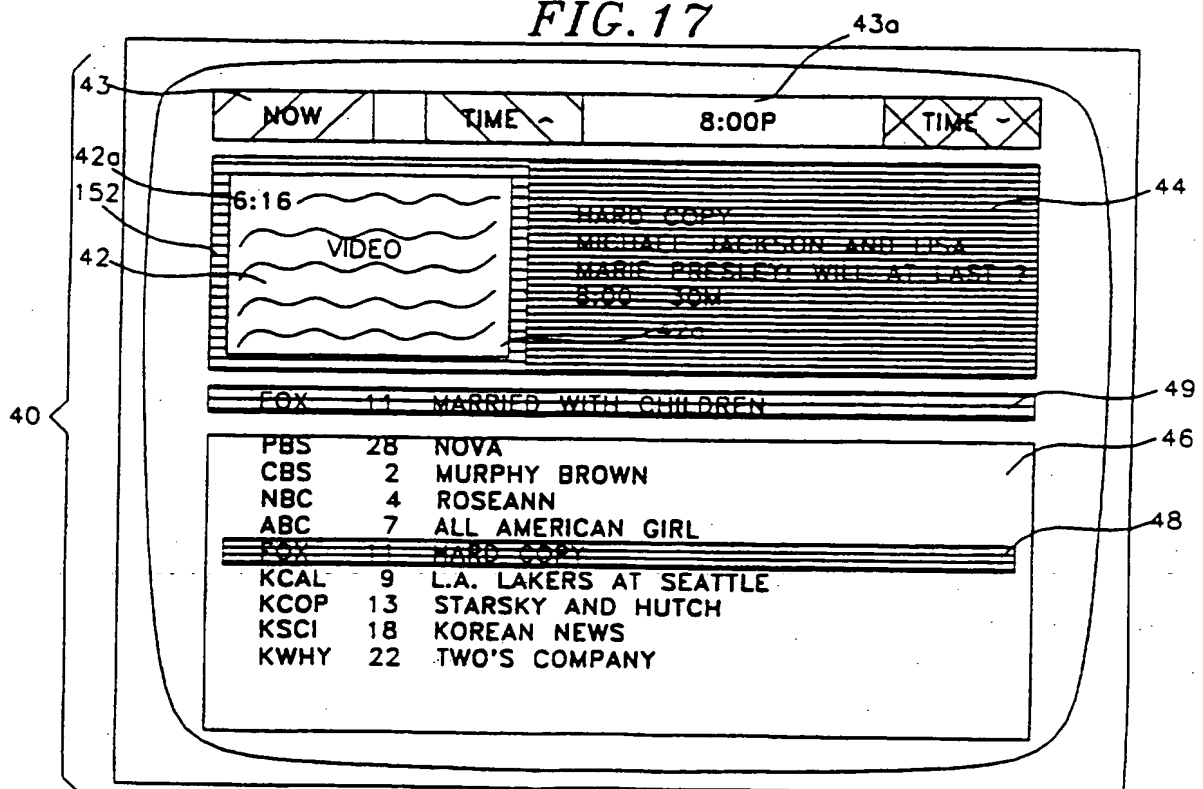 FIG. 17
43a
43
NOW TIME ~ 8:00P TIME ~
42a
152
42
6:16
VIDEO
44
HARD COPY
MICHAEL JACKSON AND LISA
MARIE PRESLEY: WILL AT LAST ?
8:00 30M
49
FOX 11 MARRIED WITH CHILDREN
40
46
PBS 28 NOVA
CBS 2 MURPHY BROWN
NBC 4 ROSEANN
ABC 7 ALL AMERICAN GIRL
48
FOX 11 HARD COPY
KCAL 9 L.A. LAKERS AT SEATTLE
KCOP 13 STARSKY AND HUTCH
KSCI 18 KOREAN NEWS
KWHY 22 TWO'S COMPANY